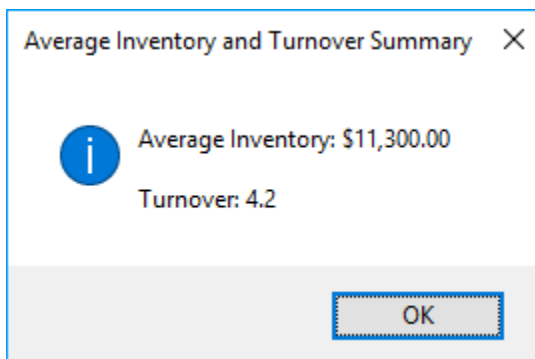 Average Inventory and Turnover Summary
Average Inventory: $11,300.00
Turnover: 4.2
OK